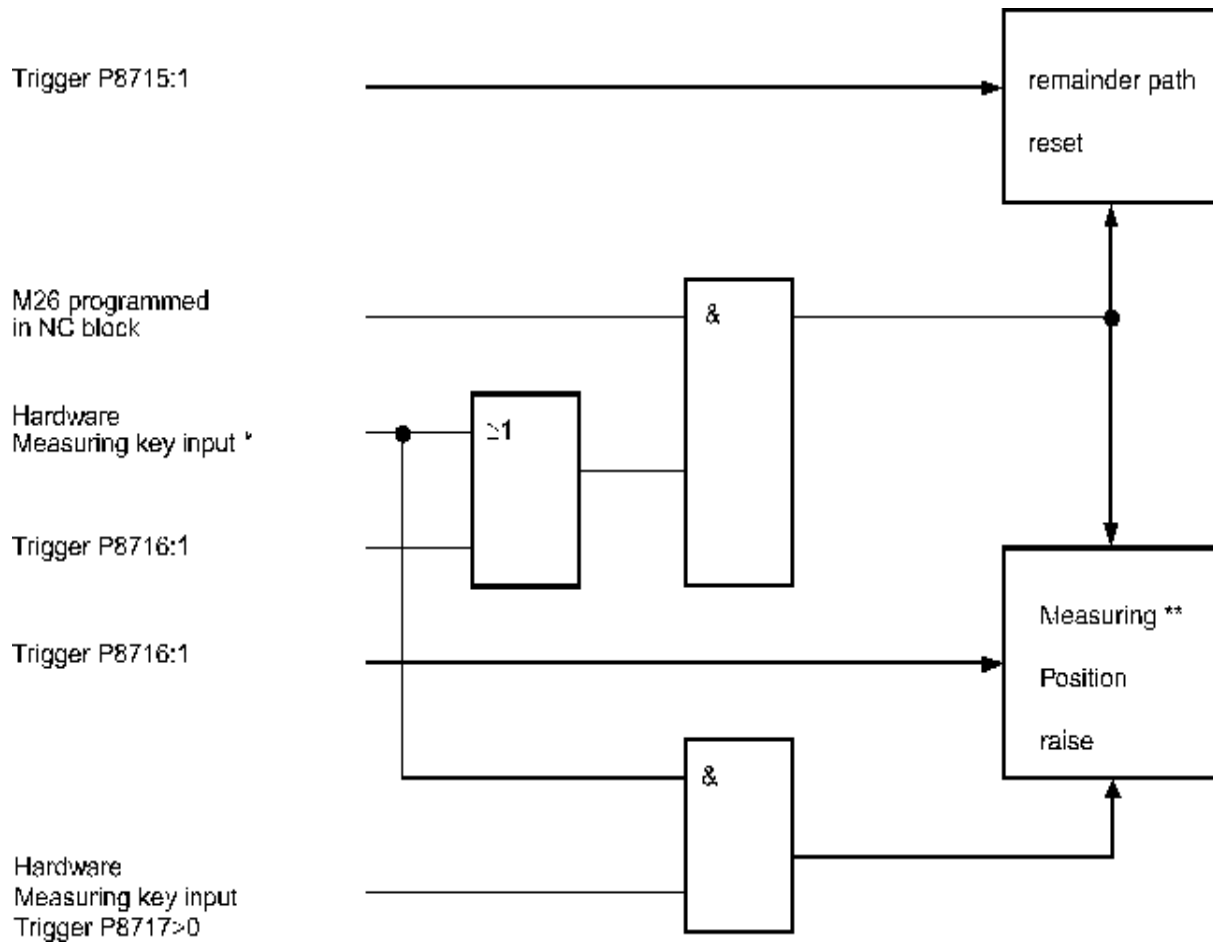 Trigger P8715:1
remainder path
reset
M26 programmed
in NC block
&
Hardware
Measuring key input *
≥1
Trigger P8716:1
Trigger P8716:1
Measuring **
Position
raise
&
Hardware
Measuring key input
Trigger P8717>0